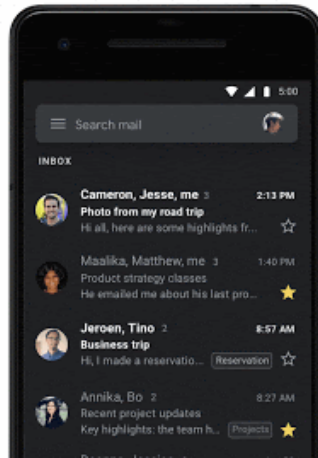 5:00
Search mail
INBOX
Cameron, Jesse, me 3 2:13 PM
Photo from my road trip
Hi all, here are some highlights fr...
Maalika, Matthew, me 3 1:40 PM
Product strategy classes
He emailed me about his last pro...
Jeroen, Tino 2 8:57 AM
Business trip
Hi, I made a reservatio... Reservation
Annika, Bo 2 8:27 AM
Recent project updates
Key highlights: the team h... Projects